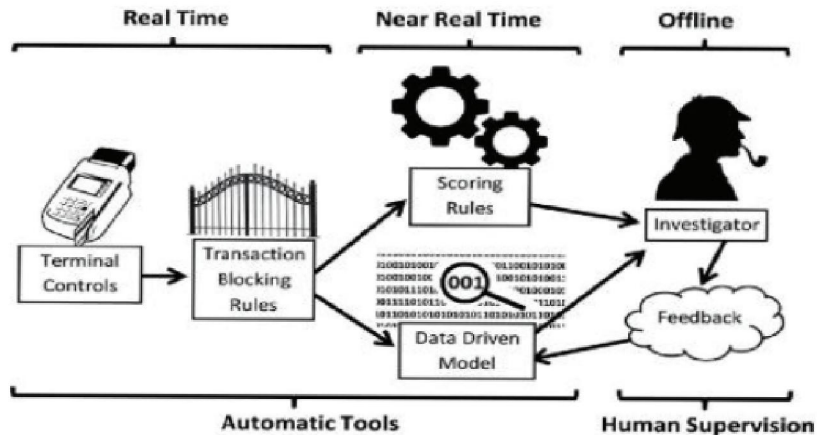 Real Time
Near Real Time
Offline
Terminal
Controls
Transaction
Blocking
Rules
Scoring
Rules
001
Data Driven
Model
Investigator
Feedback
Automatic Tools
Human Supervision